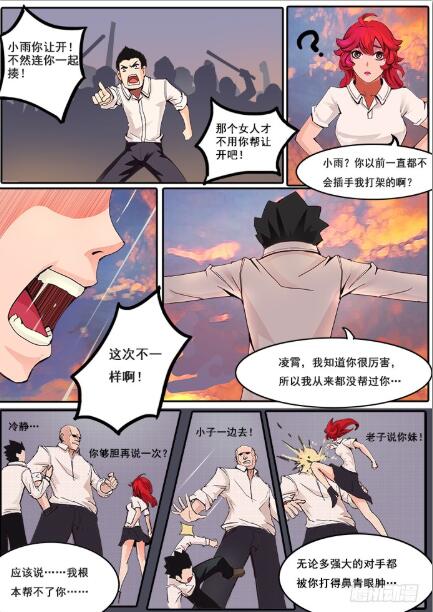 小雨你让开！
不然连你一起
揍！
那个女人才
不用你帮让
开吧！
?
小雨？你以前一直都不
会插手我打架的啊？
这次不一
样啊！
凌霄，我知道你很厉害，
所以我从来都没帮过你…
冷静…
你够胆再说一次？
应该说……我根
本帮不了你……
小子一边去！
老子说你妹！
无论多强大的对手都
被你打得鼻青眼肿…
腾讯动漫